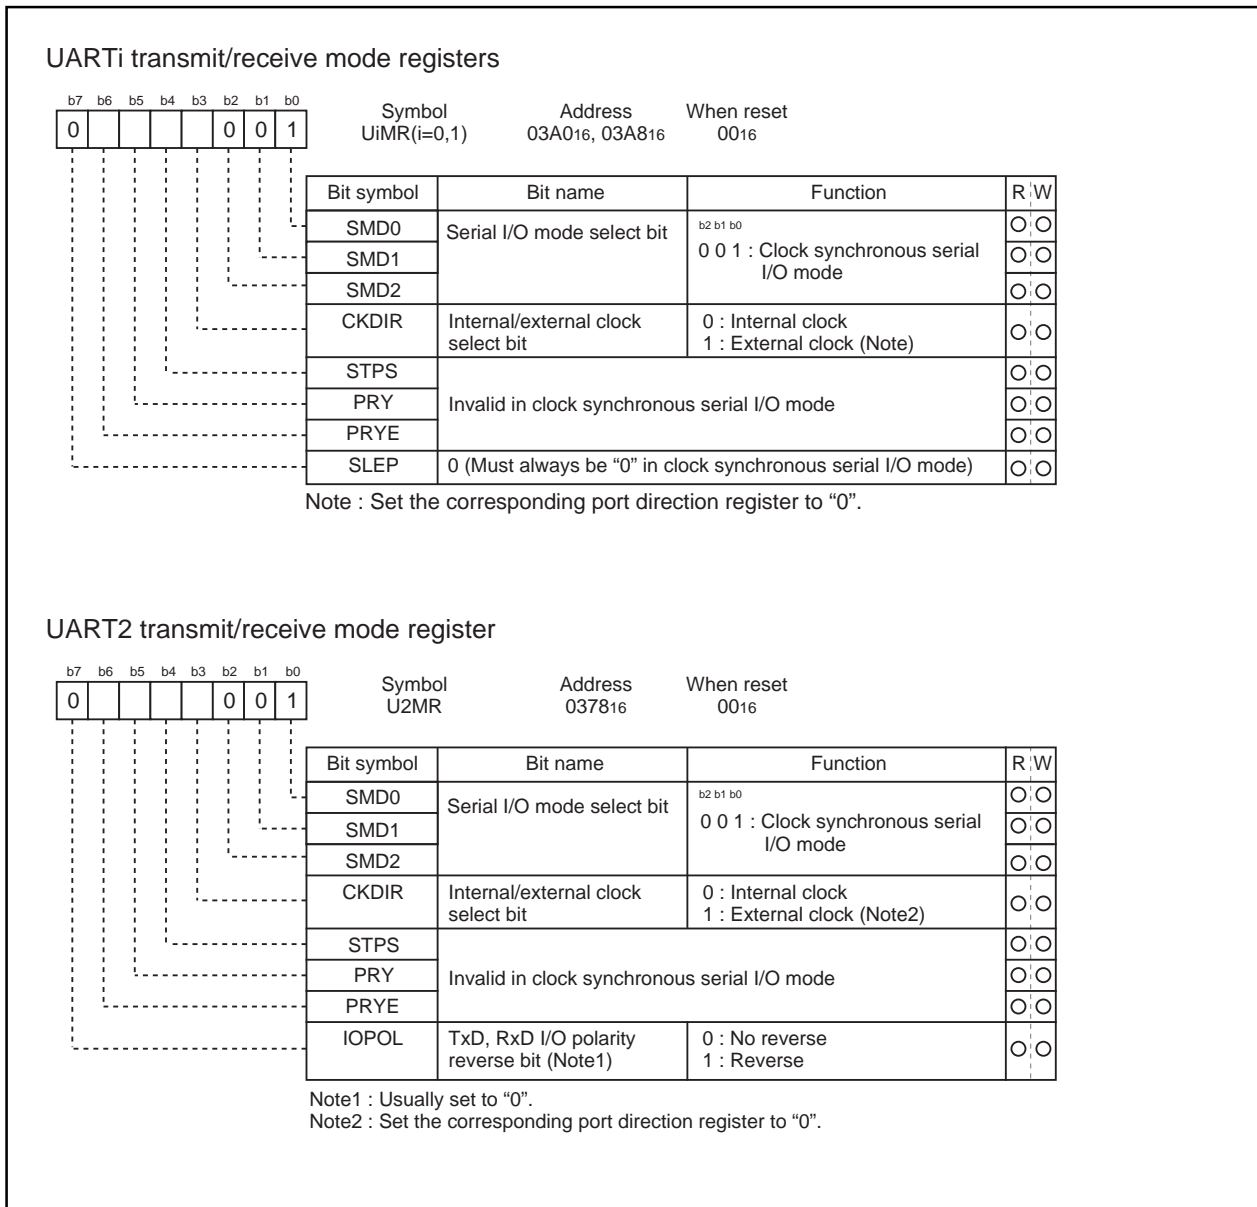 UARTi transmit/receive mode registers
b7 b6 b5 b4 b3 b2 b1 b0
0 0 0 1
Symbol Address When reset
UiMR(i=0,1) 03A016, 03A816 0016
Bit symbol Bit name Function R W
SMD0 Serial I/O mode select bit b2 b1 b0
SMD1 0 0 1 : Clock synchronous serial
I/O mode
SMD2
CKDIR Internal/external clock 0 : Internal clock
select bit 1 : External clock (Note)
STPS
PRY Invalid in clock synchronous serial I/O mode
PRYE
SLEP 0 (Must always be “0” in clock synchronous serial I/O mode)
Note : Set the corresponding port direction register to “0”.
UART2 transmit/receive mode register
b7 b6 b5 b4 b3 b2 b1 b0
0 0 0 1
Symbol Address When reset
U2MR 037816 0016
Bit symbol Bit name Function R W
SMD0 Serial I/O mode select bit b2 b1 b0
SMD1 0 0 1 : Clock synchronous serial
I/O mode
SMD2
CKDIR Internal/external clock 0 : Internal clock
select bit 1 : External clock (Note2)
STPS
PRY Invalid in clock synchronous serial I/O mode
PRYE
IOPOL TxD, RxD I/O polarity 0 : No reverse
reverse bit (Note1) 1 : Reverse
Note1 : Usually set to “0”.
Note2 : Set the corresponding port direction register to “0”.